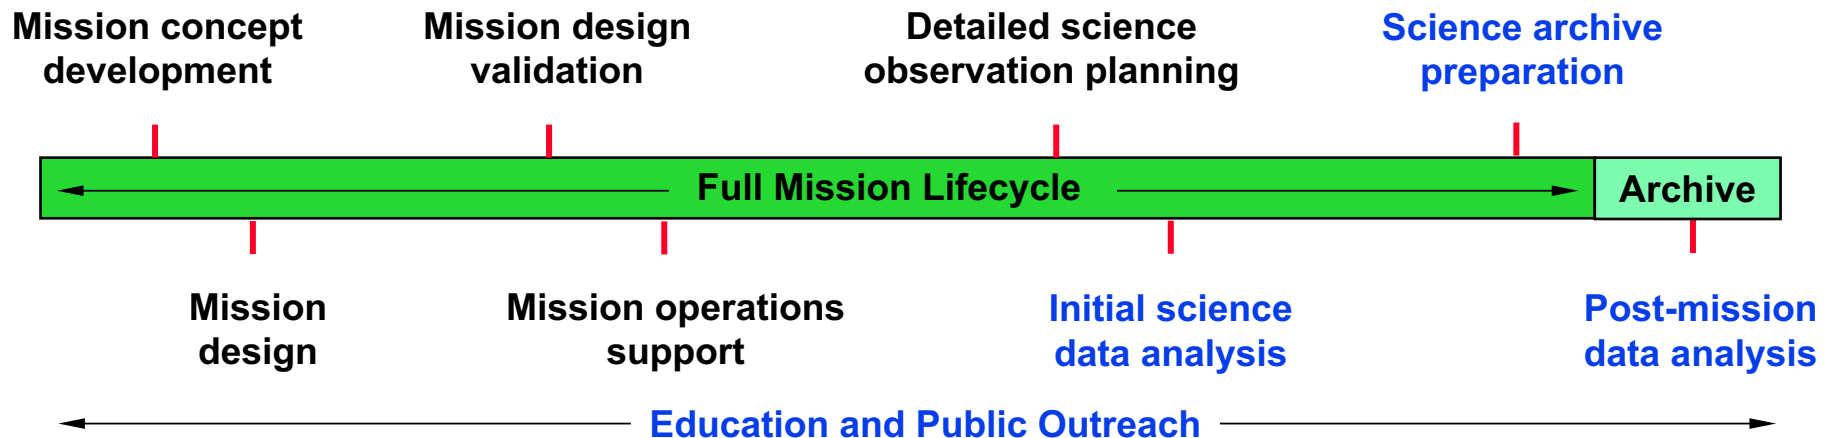 Mission concept
development
Mission design
validation
Detailed science
observation planning
Science archive
preparation
Full Mission Lifecycle
Archive
Mission
design
Mission operations
support
Initial science
data analysis
Post-mission
data analysis
Education and Public Outreach